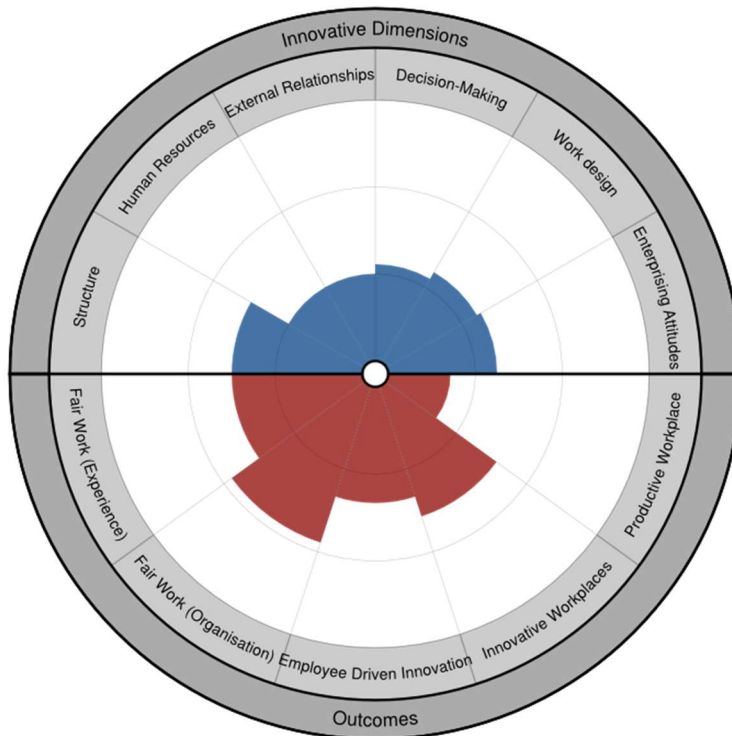 Innovative Dimensions
Structure
Human Resources
External Relationships
Decision-Making
Work design
Enterprising Attitudes
Fair Work (Experience)
Fair Work (Organisation)
Employee Driven Innovation
Innovative Workplaces
Productive Workplace
Outcomes